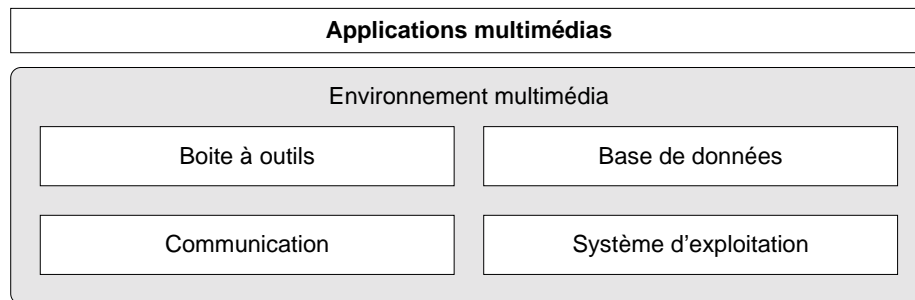 Applications multimédias
Environnement multimédia
Boite à outils
Base de données
Communication
Système d’exploitation